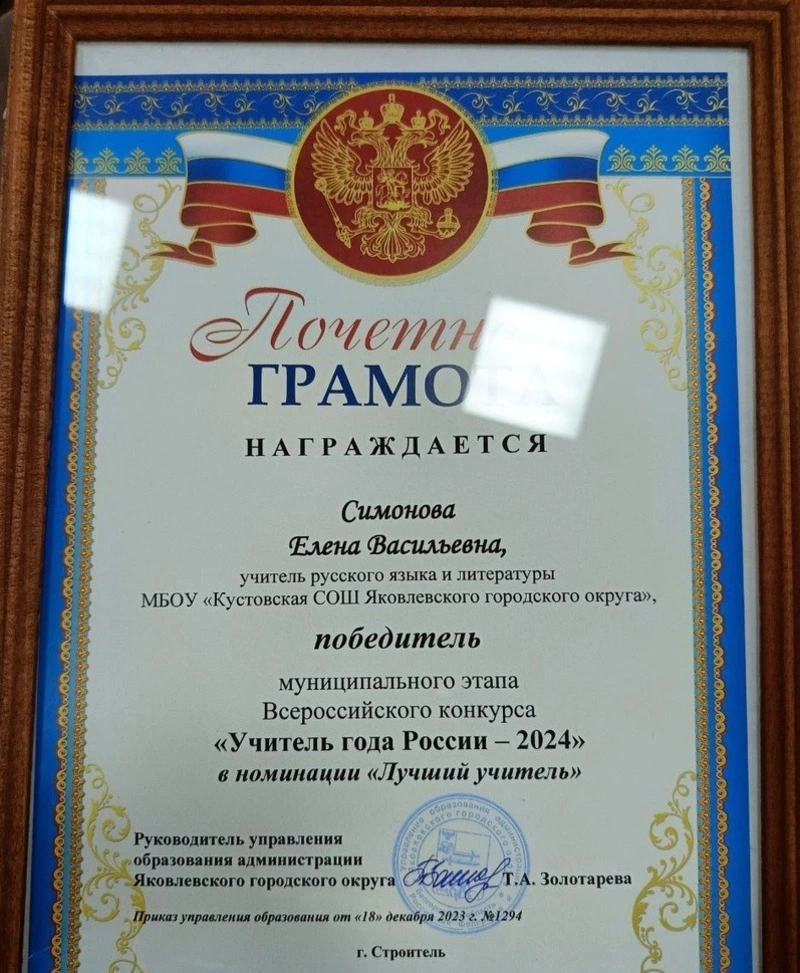 Почетн
ГРАМОТА
НАГРАЖДАЕТСЯ
Симонова
Елена Васильевна,
учитель русского языка и литературы
МБОУ «Кустовская СОШ Яковлевского городского округа»,
победитель
муниципального этапа
Всероссийского конкурса
«Учитель года России – 2024»
в номинации «Лучший учитель»
Руководитель управления
образования администрации
Яковлевского городского округа Т.А. Золотарева
Приказ управления образования от «18» декабря 2023 г. №1294
г. Строитель